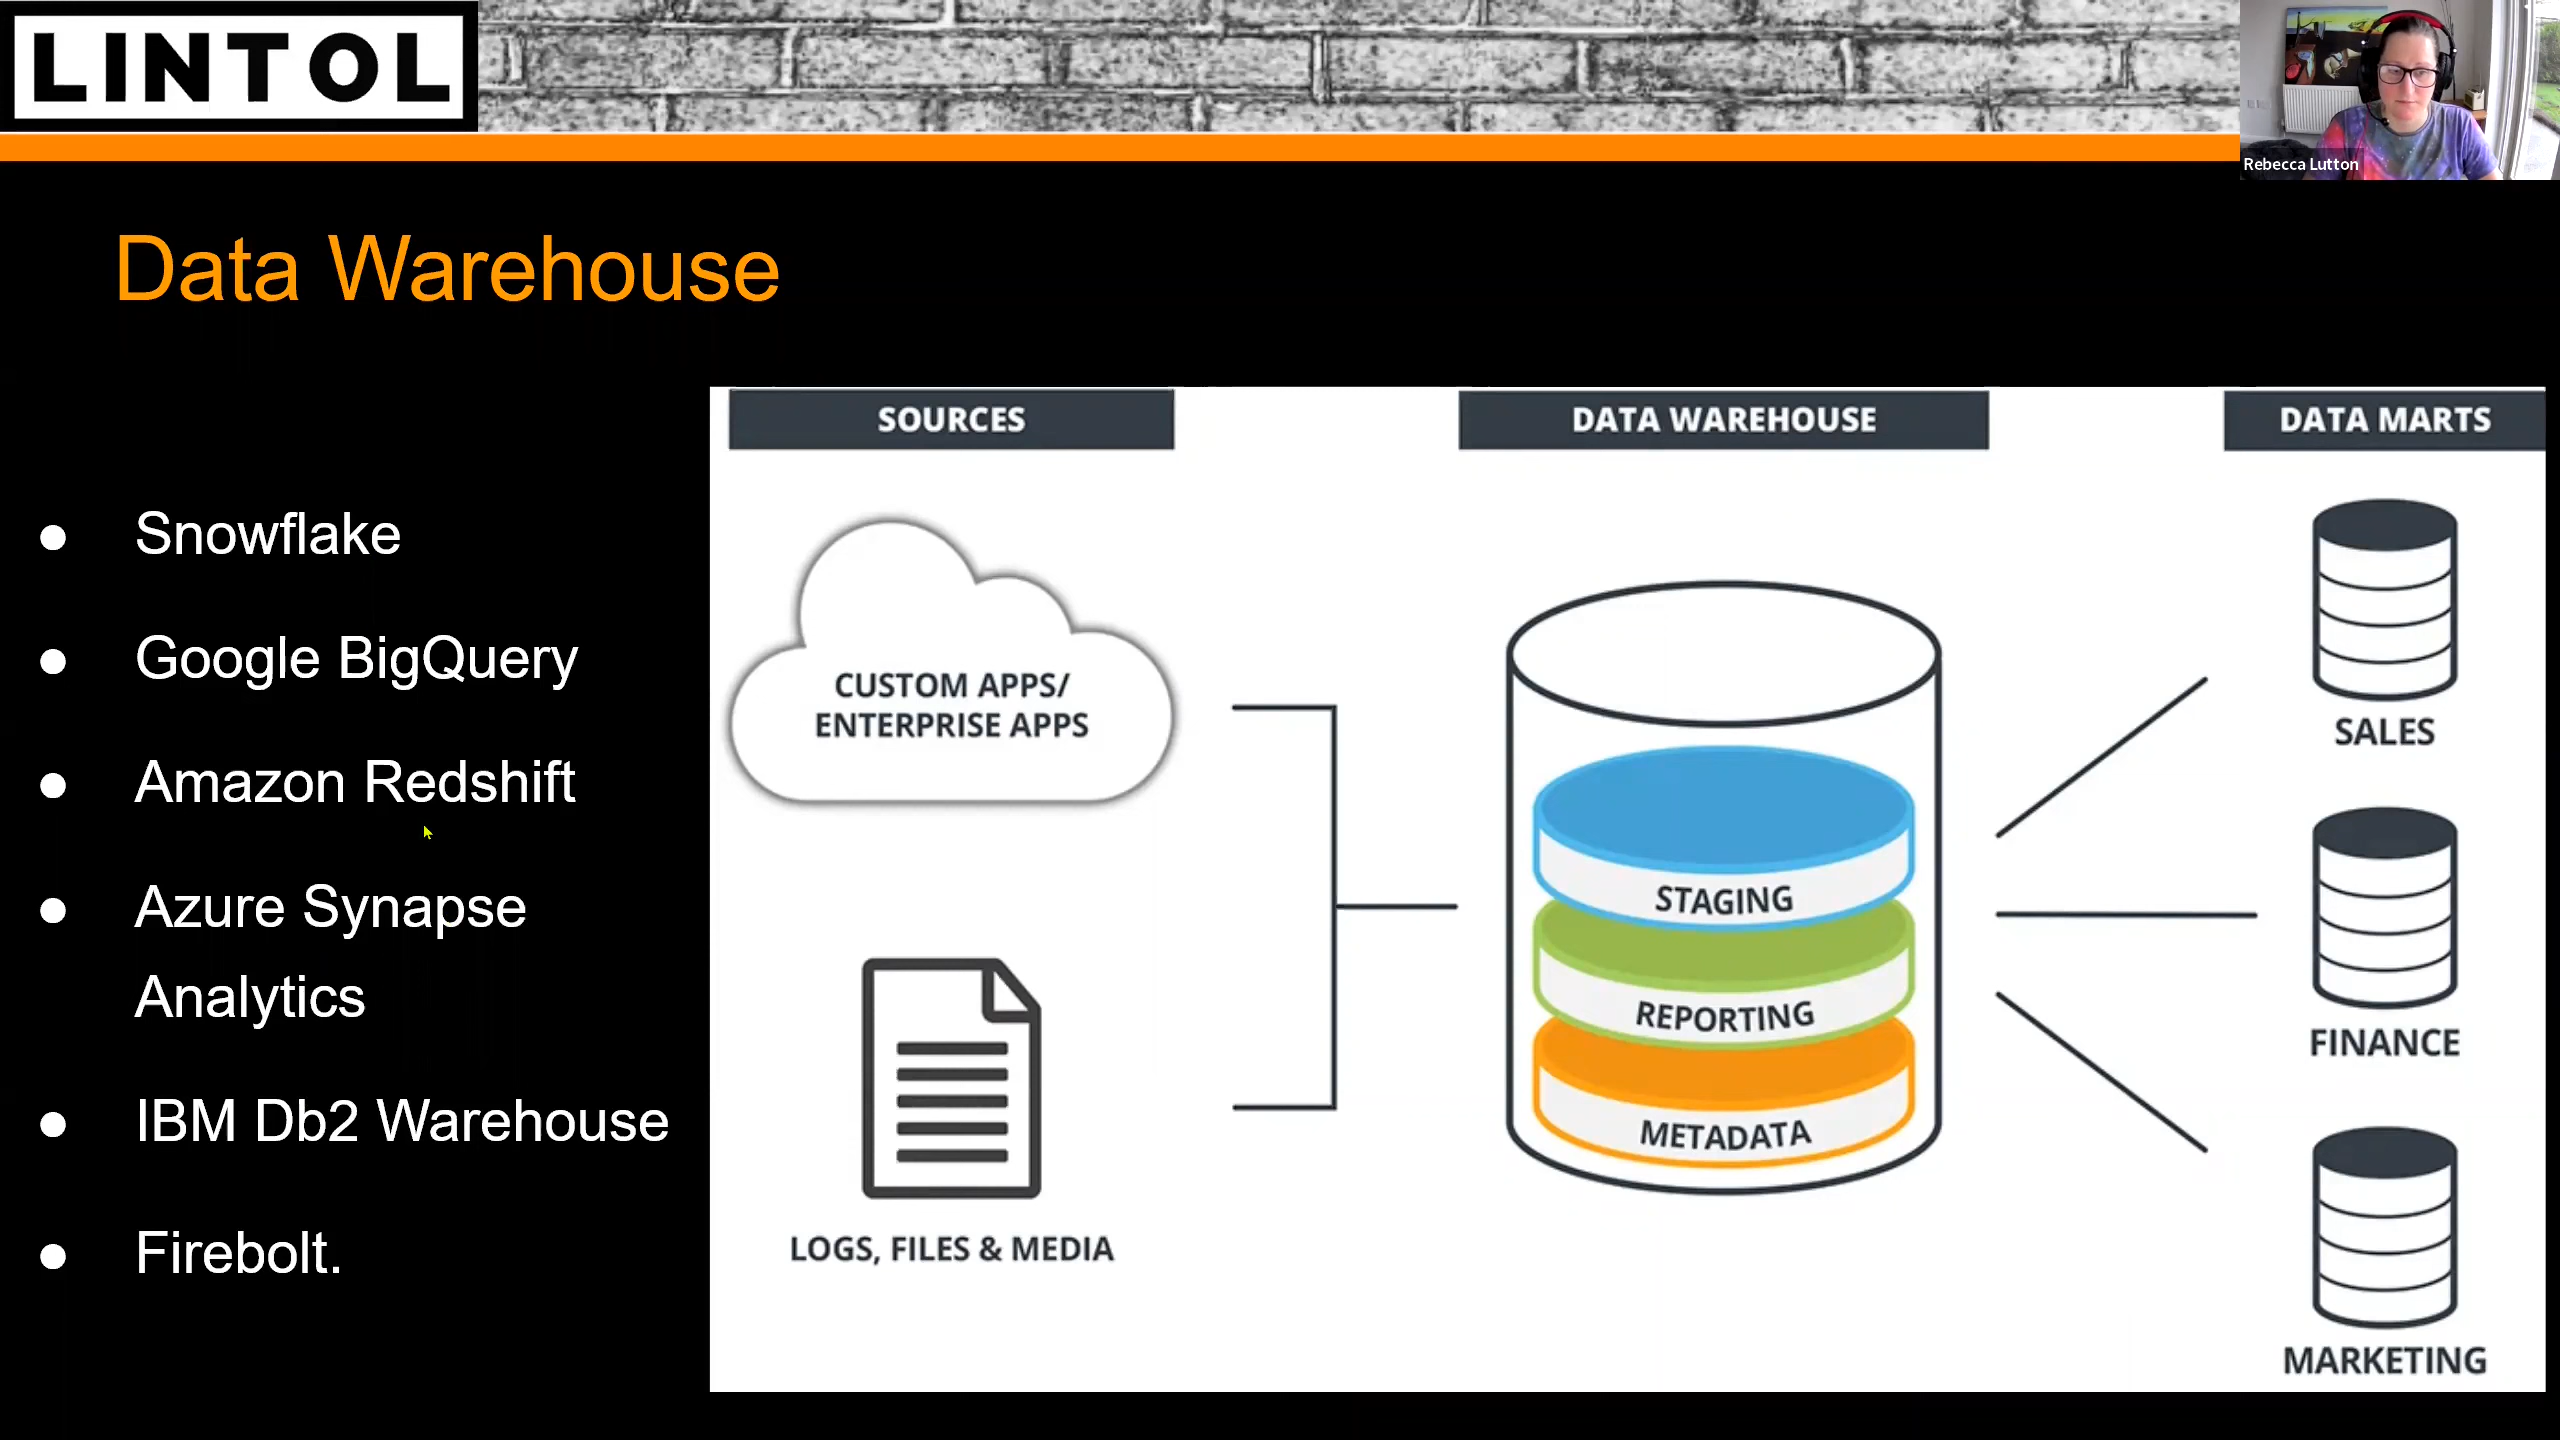 LINTOL
Rebecca Lutton
Data Warehouse
● Snowflake
● Google BigQuery
● Amazon Redshift
● Azure Synapse
Analytics
● IBM Db2 Warehouse
● Firebolt.
SOURCES
CUSTOM APPS/
ENTERPRISE APPS
LOGS, FILES & MEDIA
DATA WAREHOUSE
STAGING
REPORTING
METADATA
DATA MARTS
SALES
FINANCE
MARKETING